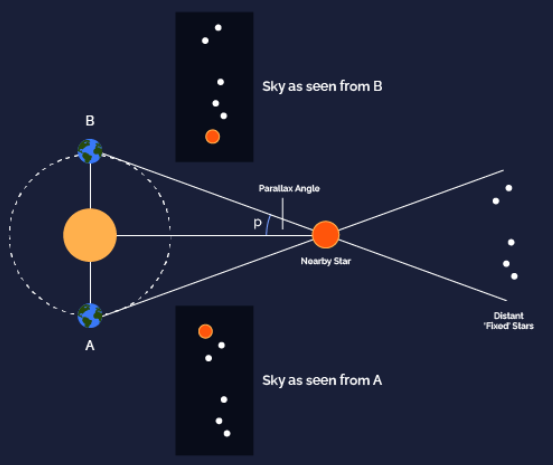 Sky as seen from B
B
Parallax Angle
p
Nearby Star
Distant
'Fixed' Stars
A
Sky as seen from A